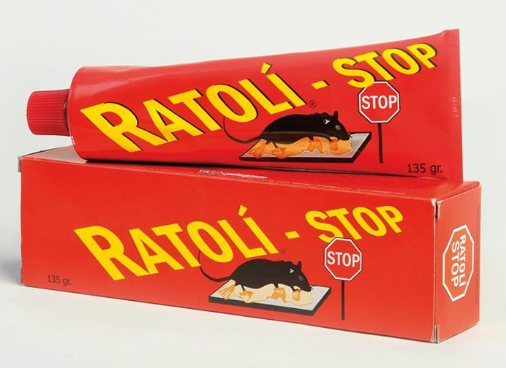 RATOLÍ - STOP
®
STOP
135 gr.
RATOLÍ - STOP
®
STOP
135 gr.
RATOLÍ
STOP